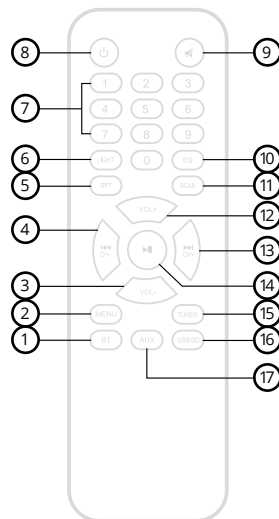 8 9
1 2 3
7
4 5 6
7 8 9
6 LIGHT 0 EQ 10
5 RPT SCAN 11
VOL+ 12
4 CH- CH+ 13
3 VOL- 14
2 MENU TUNER 15
1 BT AUX USB/SD 16
17